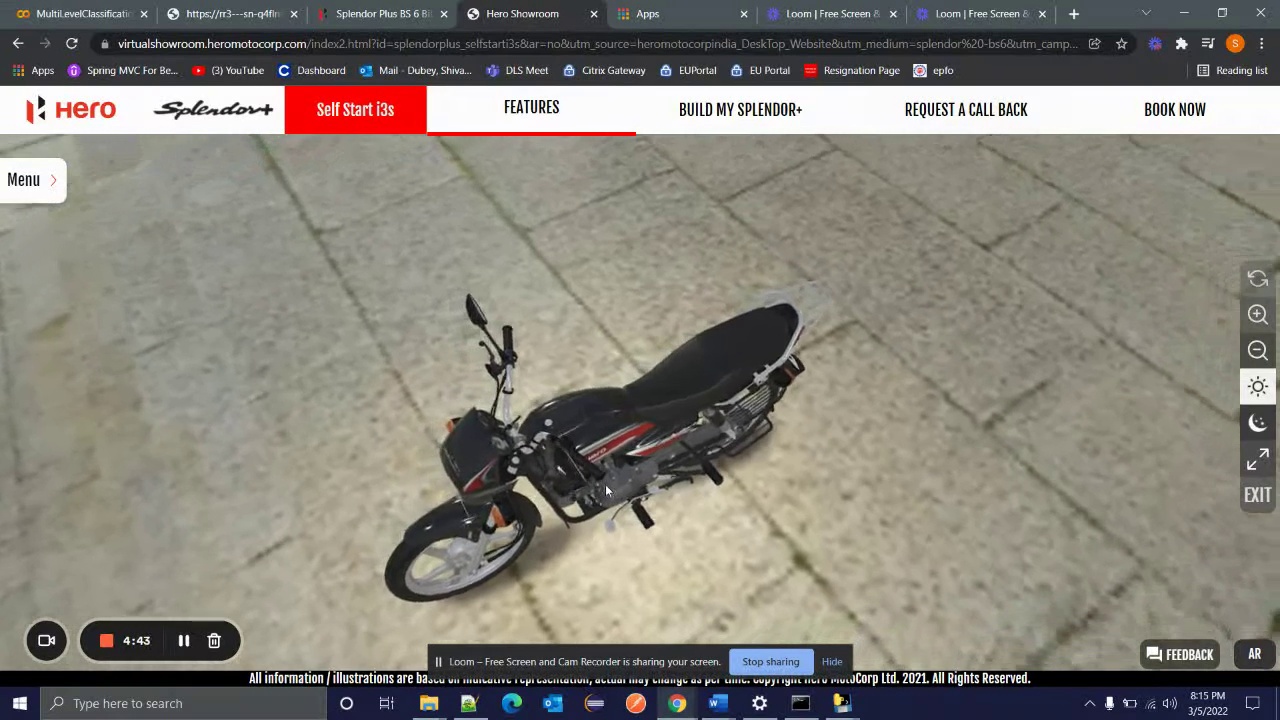 MultiLevelClassificati
https://rr3---sn-q4fln
Splendor Plus BS 6 Bi
Hero Showroom
Apps
Loom | Free Screen &
Loom | Free Screen &
virtualshowroom.heromotocorp.com/index2.html?id=splendorplus_selfstarti3s&ar=no&utm_source=heromotocorpindia_DeskTop_Website&utm_medium=splendor%20-bs6&utm_camp...
S
Apps
Spring MVC For Be...
(3) YouTube
Dashboard
Mail - Dubey, Shiva...
DLS Meet
Citrix Gateway
EUPortal
EU Portal
Resignation Page
epfo
Reading list
Hero
Splendor+
Self Start i3s
FEATURES
BUILD MY SPLENDOR+
REQUEST A CALL BACK
BOOK NOW
Menu
EXIT
4:43
Loom – Free Screen and Cam Recorder is sharing your screen.
Stop sharing
Hide
FEEDBACK
AR
All information / illustrations are based on indicative representation, actual may change as per time. Copyright Hero MotoCorp Ltd. 2021. All Rights Reserved.
Type here to search
8:15 PM
3/5/2022